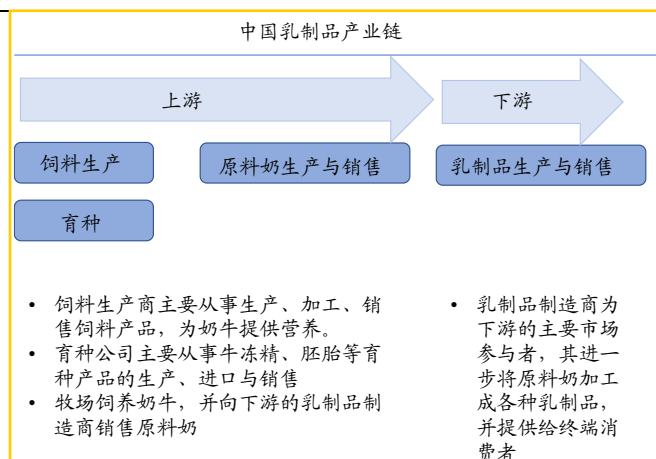 中国乳制品产业链
上游
下游
饲料生产
原料奶生产与销售
乳制品生产与销售
育种
• 饲料生产商主要从事生产、加工、销
售饲料产品，为奶牛提供营养。
• 育种公司主要从事牛冻精、胚胎等育
种产品的生产、进口与销售
• 牧场饲养奶牛，并向下游的乳制品制
造商销售原料奶
• 乳制品制造商为
下游的主要市场
参与者，其进一
步将原料奶加工
成各种乳制品，
并提供给终端消
费者